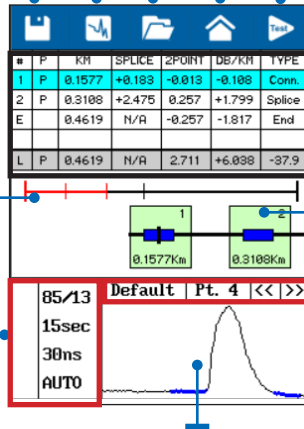 Test
# P KM SPLICE 2POINT DB/KM TYPE
1 P 0.1577 +0.183 -0.013 -0.108 Conn.
2 P 0.3108 +2.475 0.257 +1.799 Splice
E 0.4619 N/A -0.257 -1.817 End
L P 0.4619 N/A 2.711 +6.038 -37.9
1 2
0.1577Km 0.3108Km
85/13 Default Pt. 4 << >>
15sec
30ns
AUTO